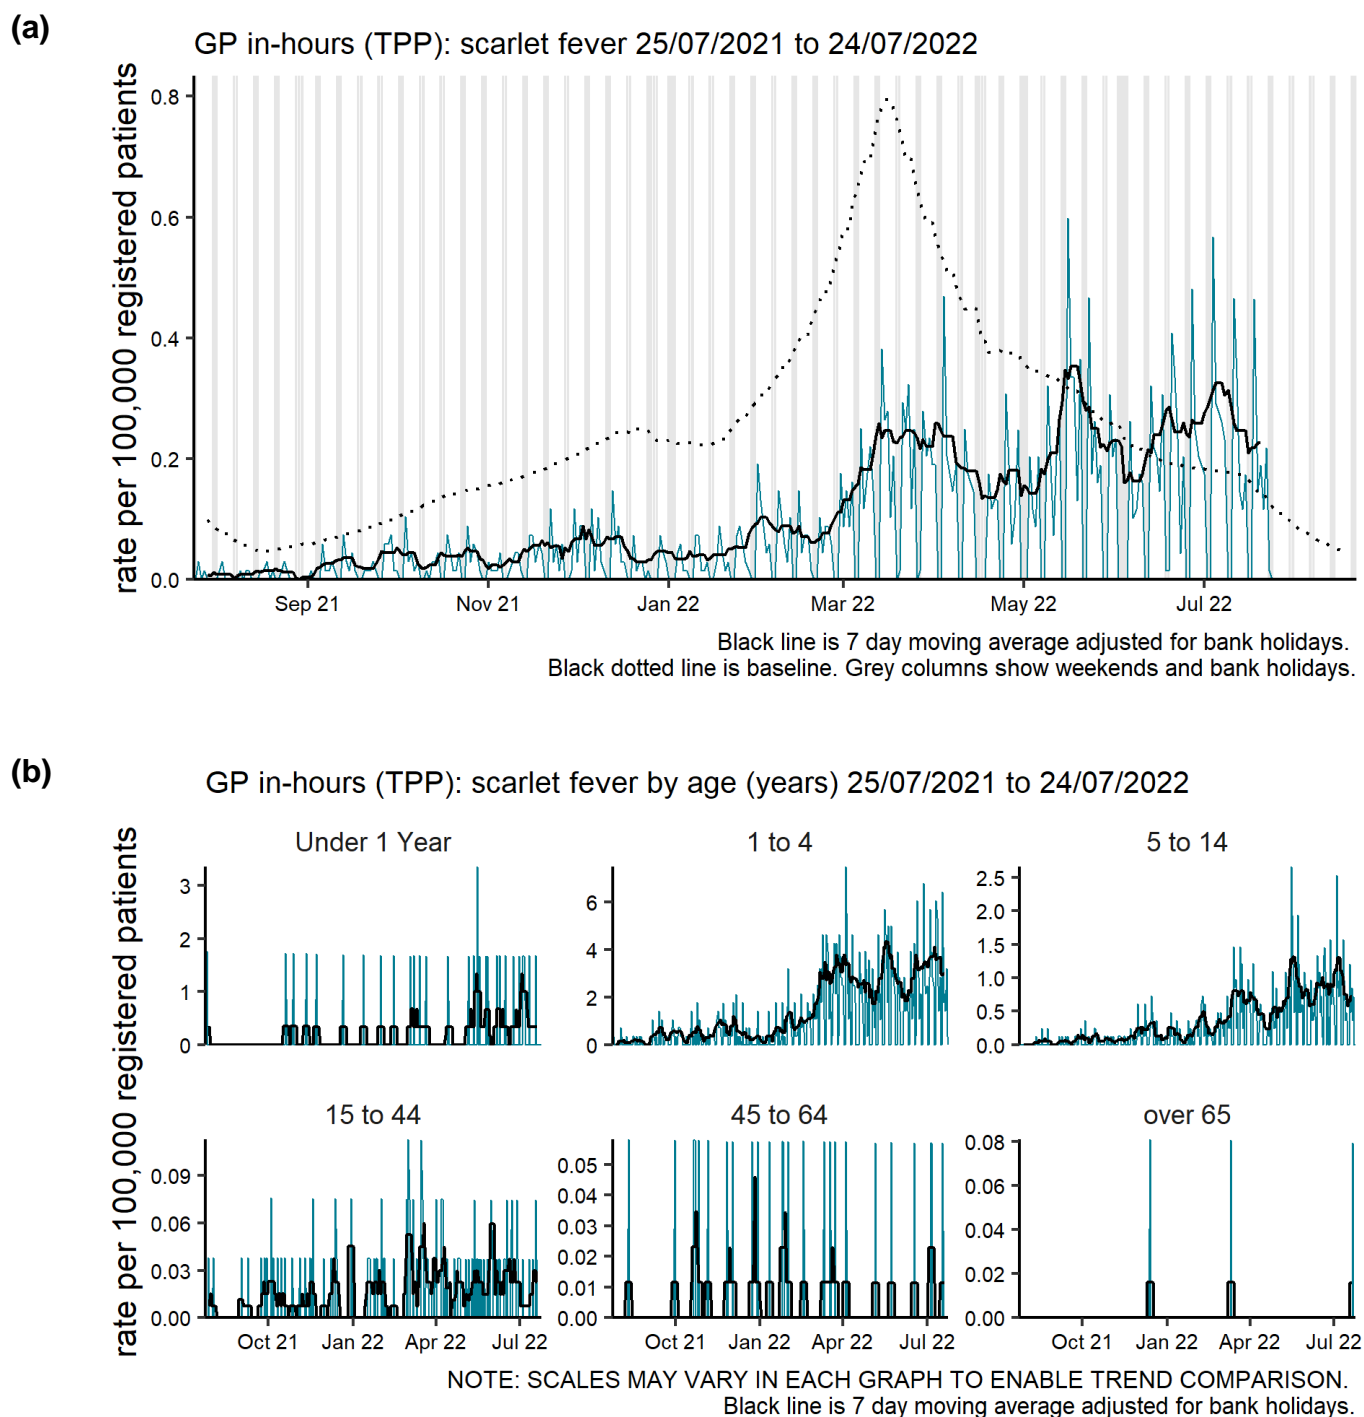 (a)
GP in-hours (TPP): scarlet fever 25/07/2021 to 24/07/2022
rate per 100,000 registered patients
0.8
0.6
0.4
0.2
0.0
Sep 21 Nov 21 Jan 22 Mar 22 May 22 Jul 22
Black line is 7 day moving average adjusted for bank holidays.
Black dotted line is baseline. Grey columns show weekends and bank holidays.
(b)
GP in-hours (TPP): scarlet fever by age (years) 25/07/2021 to 24/07/2022
rate per 100,000 registered patients
Under 1 Year
3
2
1
0
1 to 4
6
4
2
0
5 to 14
2.5
2.0
1.5
1.0
0.5
0.0
15 to 44
0.09
0.06
0.03
0.00
Oct 21 Jan 22 Apr 22 Jul 22
45 to 64
0.05
0.04
0.03
0.02
0.01
0.00
Oct 21 Jan 22 Apr 22 Jul 22
over 65
0.08
0.06
0.04
0.02
0.00
Oct 21 Jan 22 Apr 22 Jul 22
NOTE: SCALES MAY VARY IN EACH GRAPH TO ENABLE TREND COMPARISON.
Black line is 7 day moving average adjusted for bank holidays.